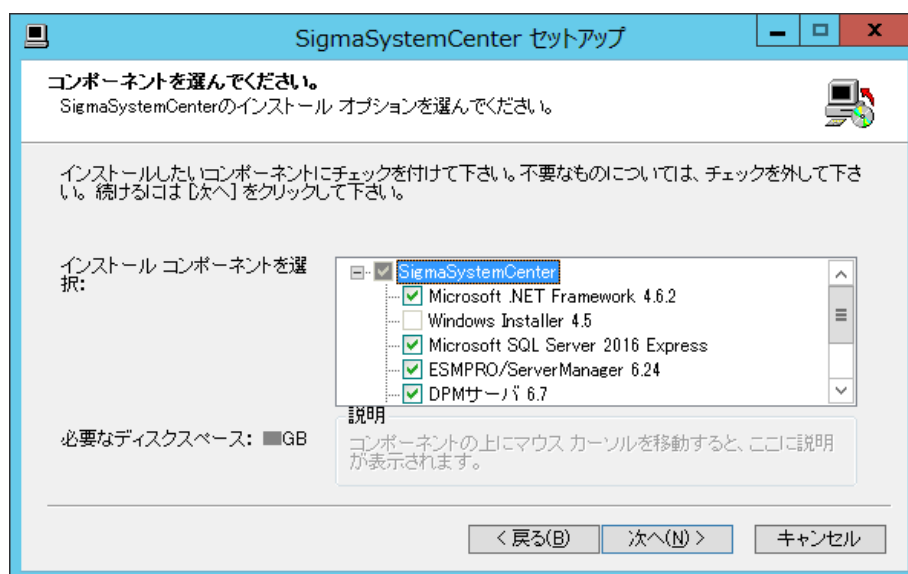 SigmaSystemCenter セットアップ
コンポーネントを選んでください。
SigmaSystemCenterのインストール オプションを選んでください。
インストールしたいコンポーネントにチェックを付けて下さい。不要なものについては、チェックを外して下さ
い。続けるには [次へ] をクリックして下さい。
インストール コンポーネントを選
択:
SigmaSystemCenter
Microsoft .NET Framework 4.6.2
Windows Installer 4.5
Microsoft SQL Server 2016 Express
ESMPRO/ServerManager 6.24
DPMサーバ 6.7
必要なディスクスペース: GB
説明
コンポーネントの上にマウス カーソルを移動すると、ここに説明
が表示されます。
< 戻る(B)
次へ(N) >
キャンセル